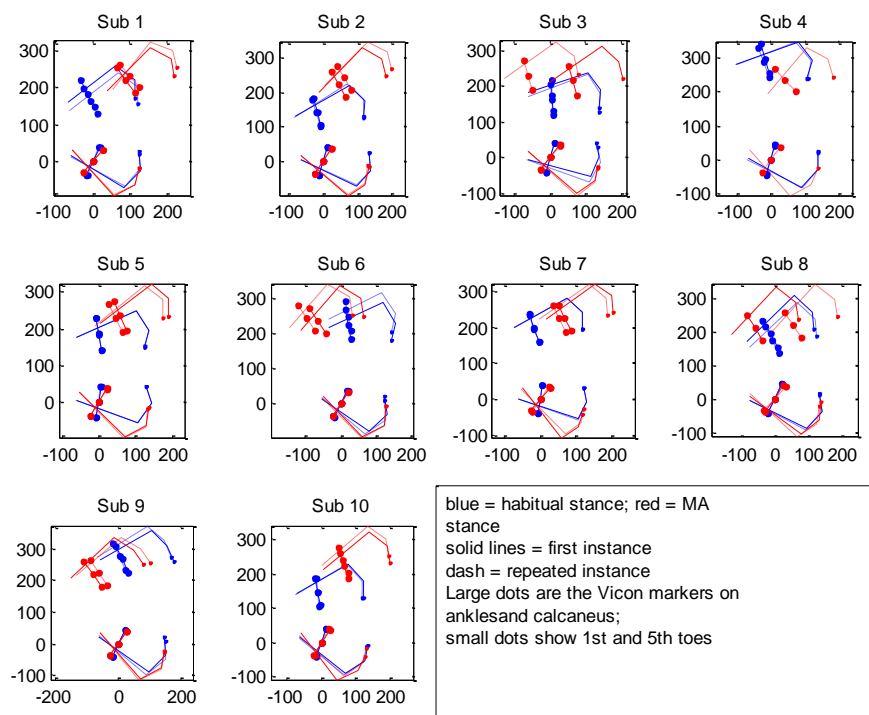 Sub 1
300
200
100
0
-100 0 100 200
Sub 2
300
200
100
0
-100 0 100 200
Sub 3
300
200
100
0
-100
-100 0 100 200
Sub 4
300
200
100
0
-100
-100 0 100 200
Sub 5
300
200
100
0
-100 0 100 200
Sub 6
300
200
100
0
-100
-100 0 100 200
Sub 7
300
200
100
0
-100
-100 0 100 200
Sub 8
300
200
100
0
-100
-100 0 100 200
Sub 9
300
200
100
0
-100
-200 0 200
Sub 10
300
200
100
0
-100
-100 0 100 200
blue = habitual stance; red = MA
stance
solid lines = first instance
dash = repeated instance
Large dots are the Vicon markers on
anklesand calcaneus;
small dots show 1st and 5th toes